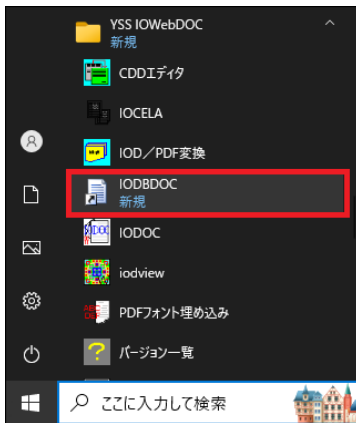 YSS IOWebDOC
新規
CDDエディタ
IOCELA
IOD／PDF変換
IODBDOC
新規
IODOC
iodview
PDFフォント埋め込み
バージョン一覧
ここに入力して検索